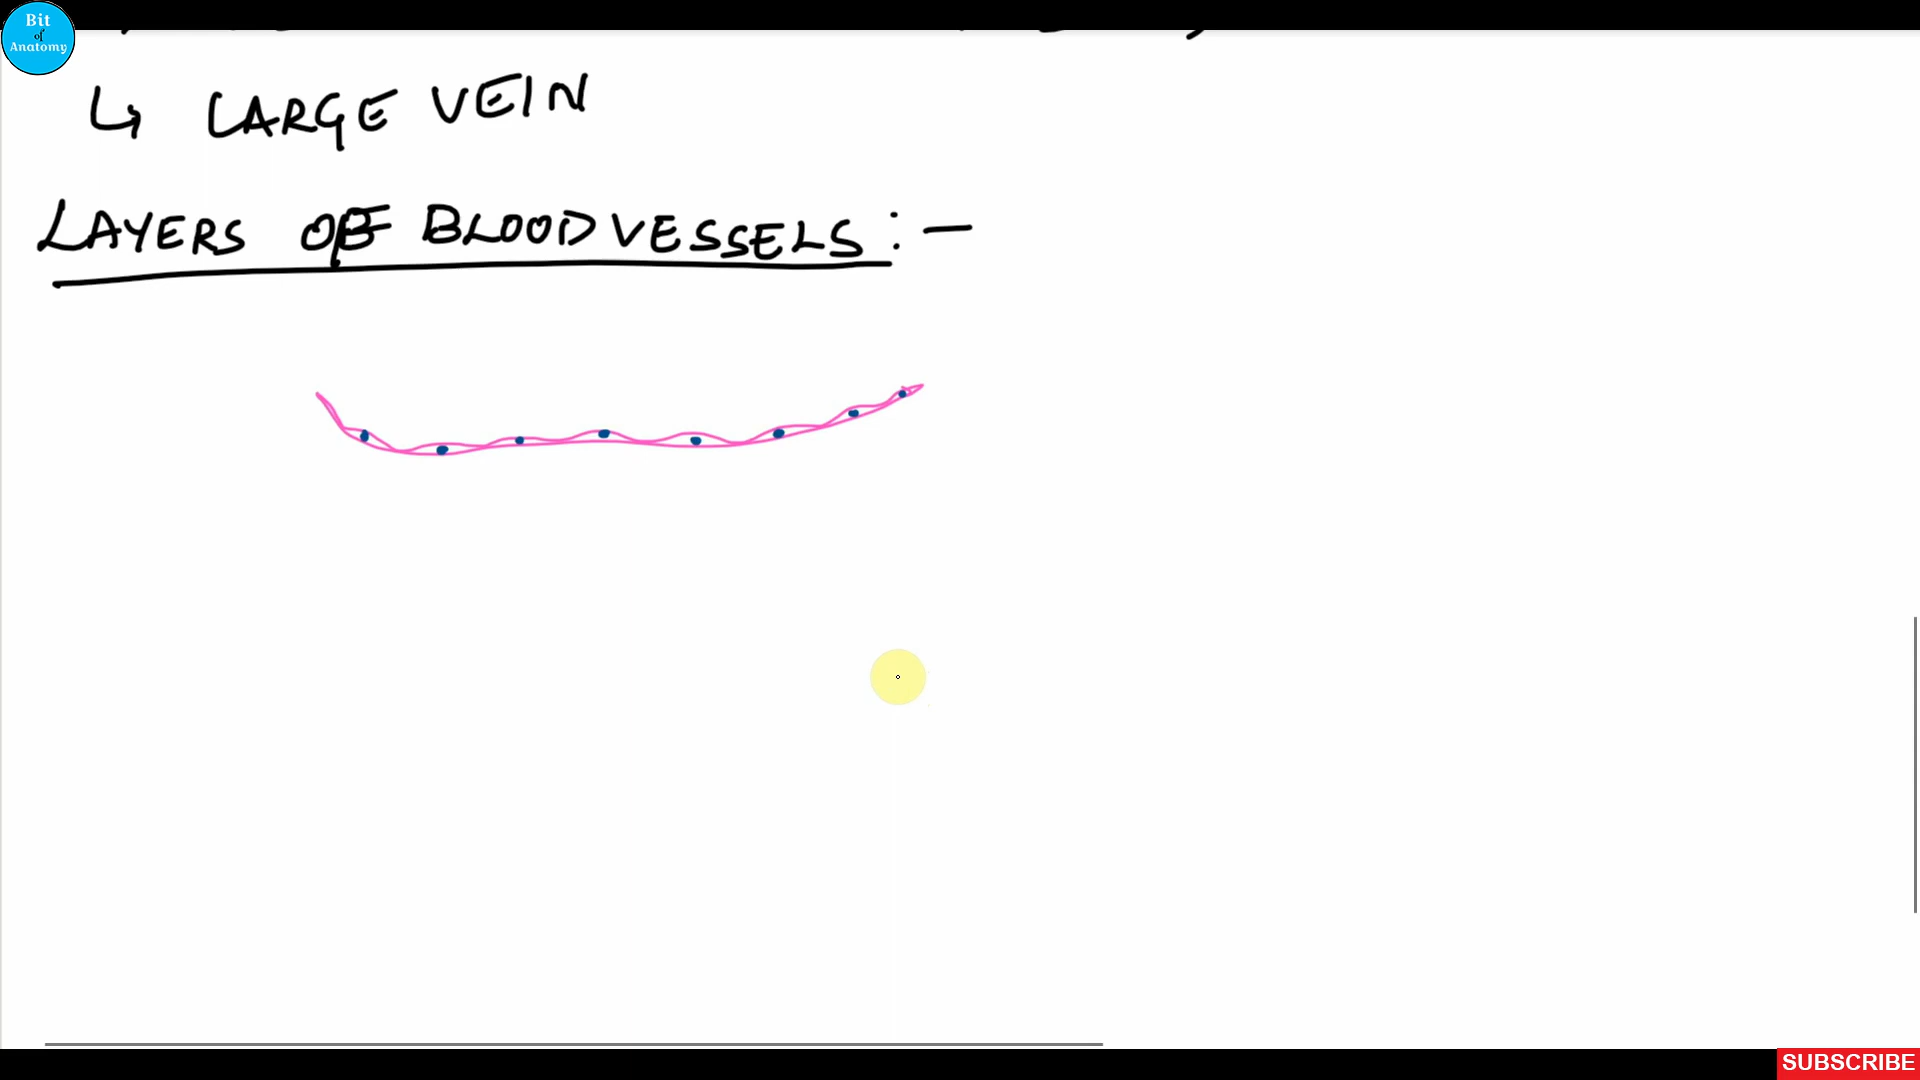 Bit
of
Anatomy
↳ LARGE VEIN
LAYERS OF BLOOD VESSELS :-
SUBSCRIBE